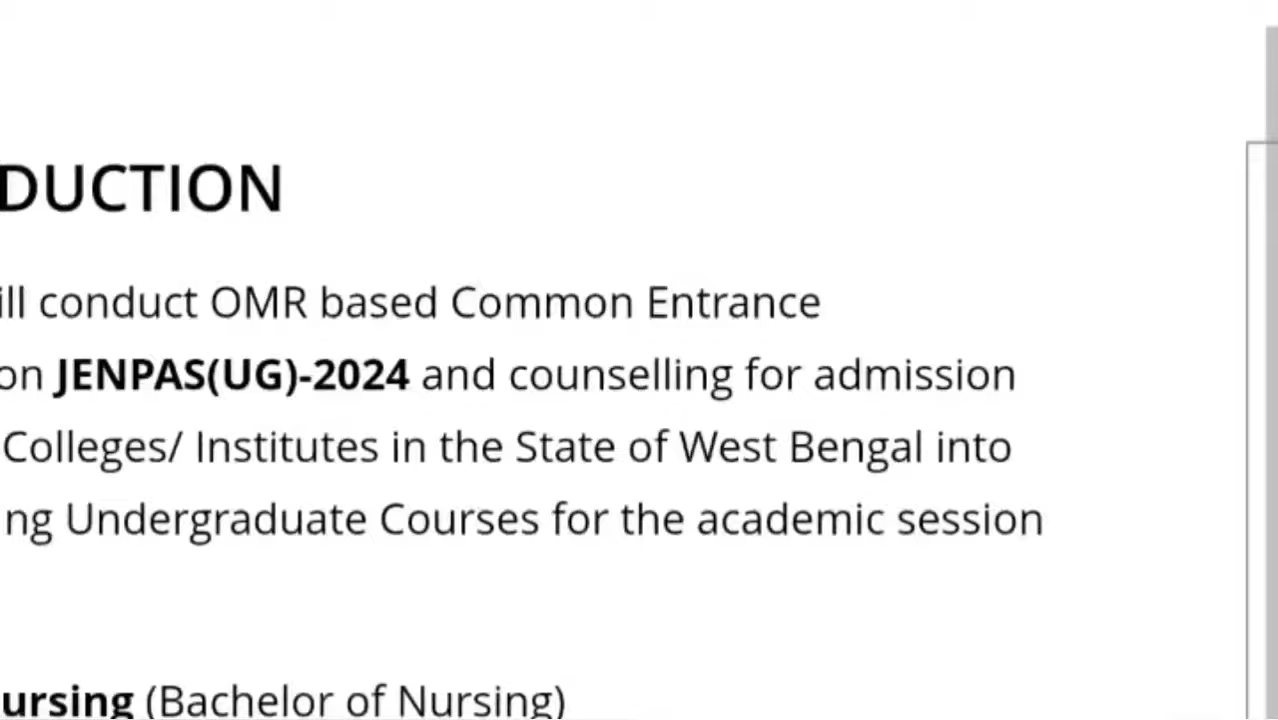 DUCTION
ill conduct OMR based Common Entrance
on JENPAS(UG)-2024 and counselling for admission
Colleges/ Institutes in the State of West Bengal into
ng Undergraduate Courses for the academic session
ursing (Bachelor of Nursing)